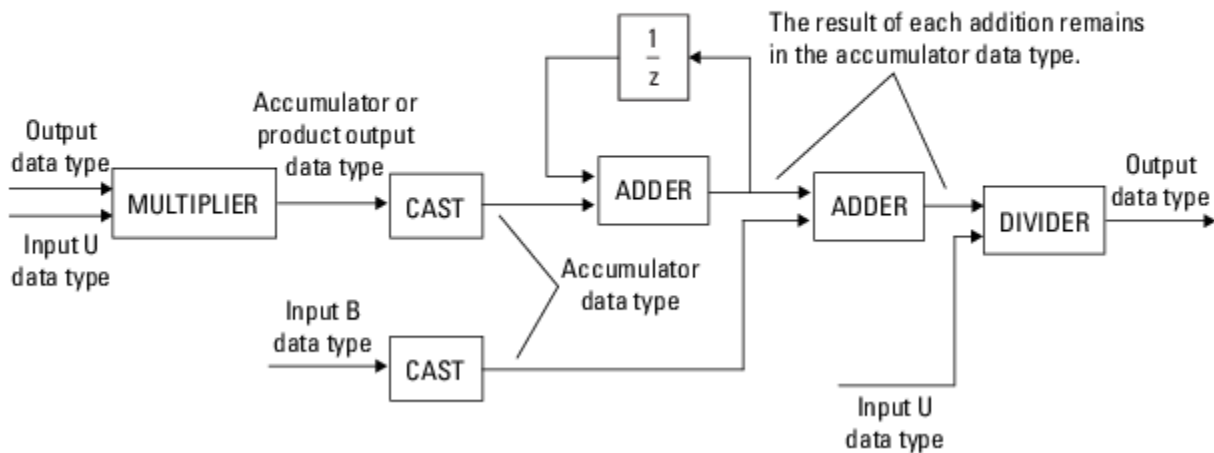 The result of each addition remains
in the accumulator data type.
1
z
Accumulator or
product output
data type
Output
data type
MULTIPLIER
Input U
data type
CAST
ADDER
ADDER
DIVIDER
Output
data type
Accumulator
data type
Input B
data type
CAST
Input U
data type